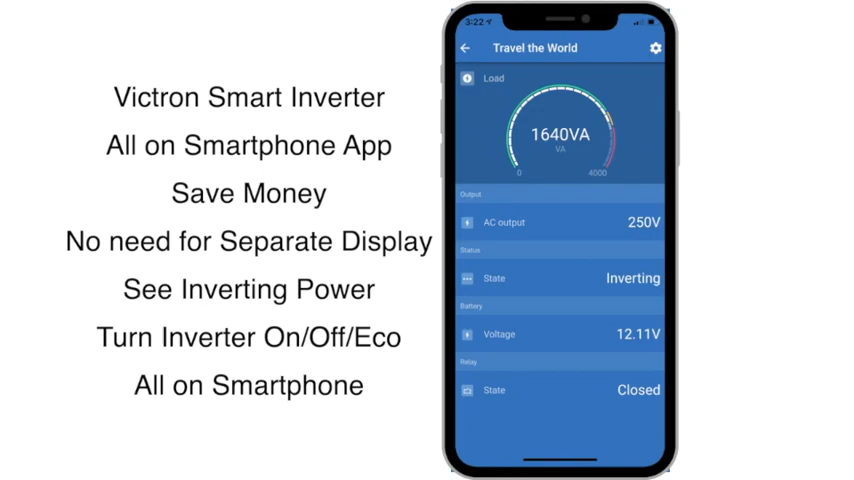 Victron Smart Inverter
All on Smartphone App
Save Money
No need for Separate Display
See Inverting Power
Turn Inverter On/Off/Eco
All on Smartphone
3:22
Travel the World
Load
1640VA
VA
0 4000
Output
AC output 250V
Status
State Inverting
Battery
Voltage 12.11V
Relay
State Closed